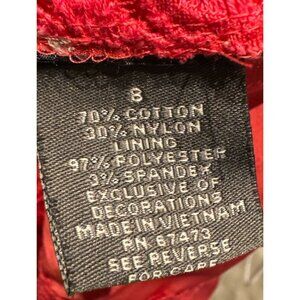 8
70% COTTON
30% NYLON
LINING
97% POLYESTER
3% SPANDEX
EXCLUSIVE OF
DECORATIONS
MADE IN VIETNAM
PN 67473
SEE REVERSE
FOR CARE